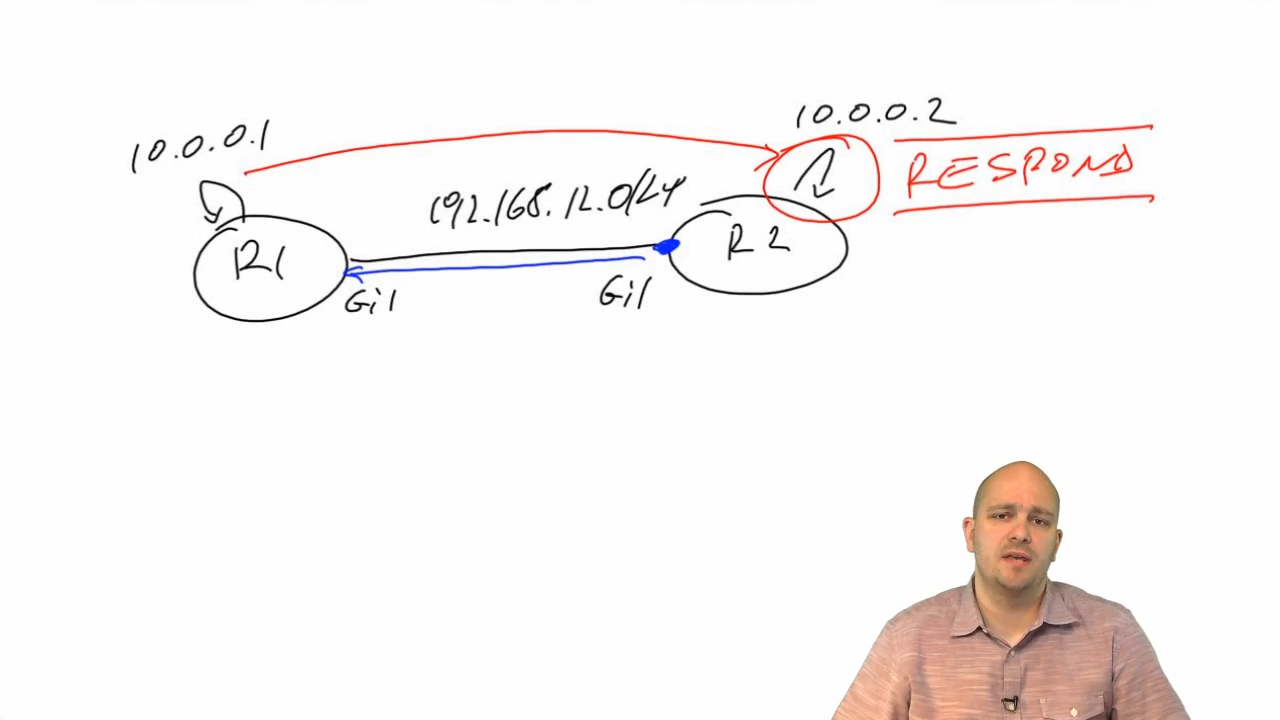 10.0.0.1
10.0.0.2
RESPOND
192.168.12.0/24
R1
R2
Gi1
Gi1